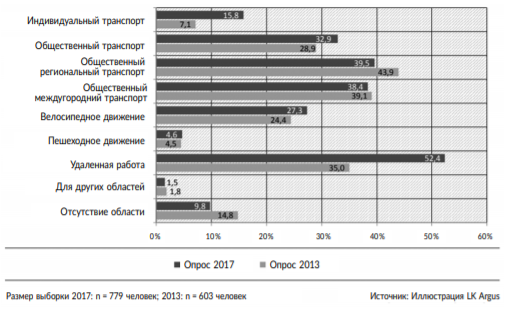 Индивидуальный транспорт
15,8
7,1
Общественный транспорт
32,9
28,9
Общественный
региональный транспорт
39,5
43,9
Общественный
междугородний транспорт
38,4
39,1
Велосипедное движение
27,3
24,4
Пешеходное движение
4,6
4,5
Удаленная работа
52,4
35,0
Для других областей
1,5
1,8
Отсутствие области
9,8
14,8
0% 10% 20% 30% 40% 50% 60%
Опрос 2017 Опрос 2013
Размер выборки 2017: n = 779 человек; 2013: n = 603 человек Источник: Иллюстрация LK Argus